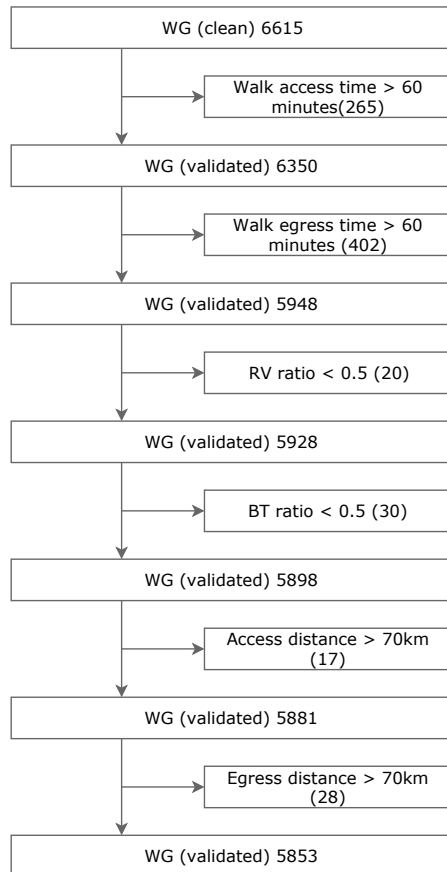 WG (clean) 6615
Walk access time > 60
minutes(265)
WG (validated) 6350
Walk egress time > 60
minutes (402)
WG (validated) 5948
RV ratio < 0.5 (20)
WG (validated) 5928
BT ratio < 0.5 (30)
WG (validated) 5898
Access distance > 70km
(17)
WG (validated) 5881
Egress distance > 70km
(28)
WG (validated) 5853